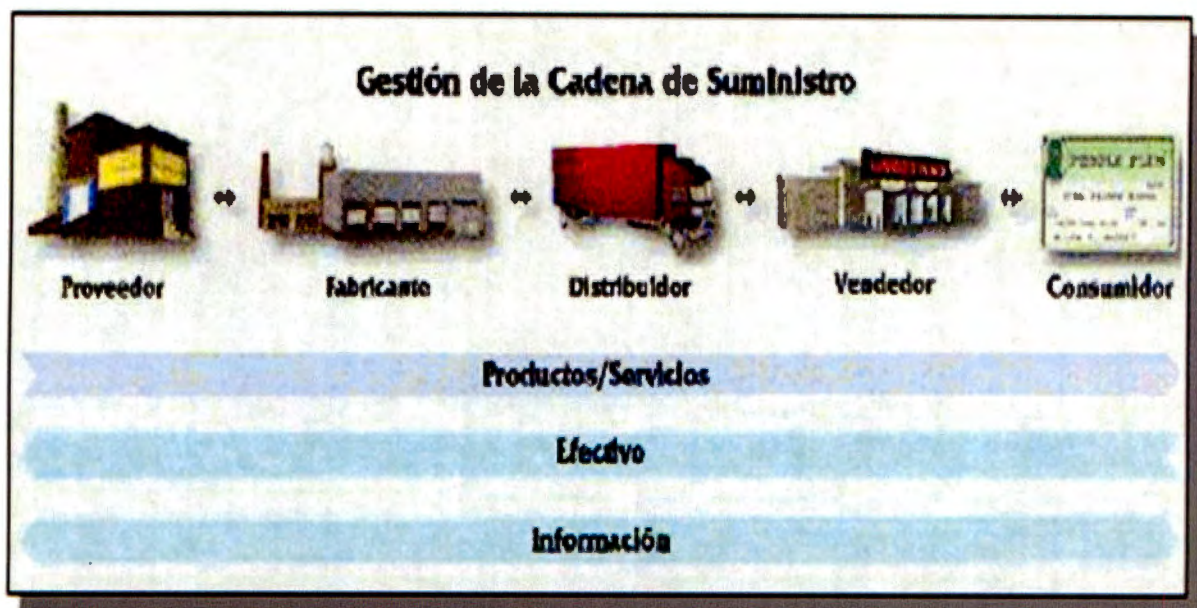 Gestión de la Cadena de Suministro
Proveedor
Fabricante
Distribuidor
Vendedor
Consumidor
Productos/Servicios
Efectivo
Información